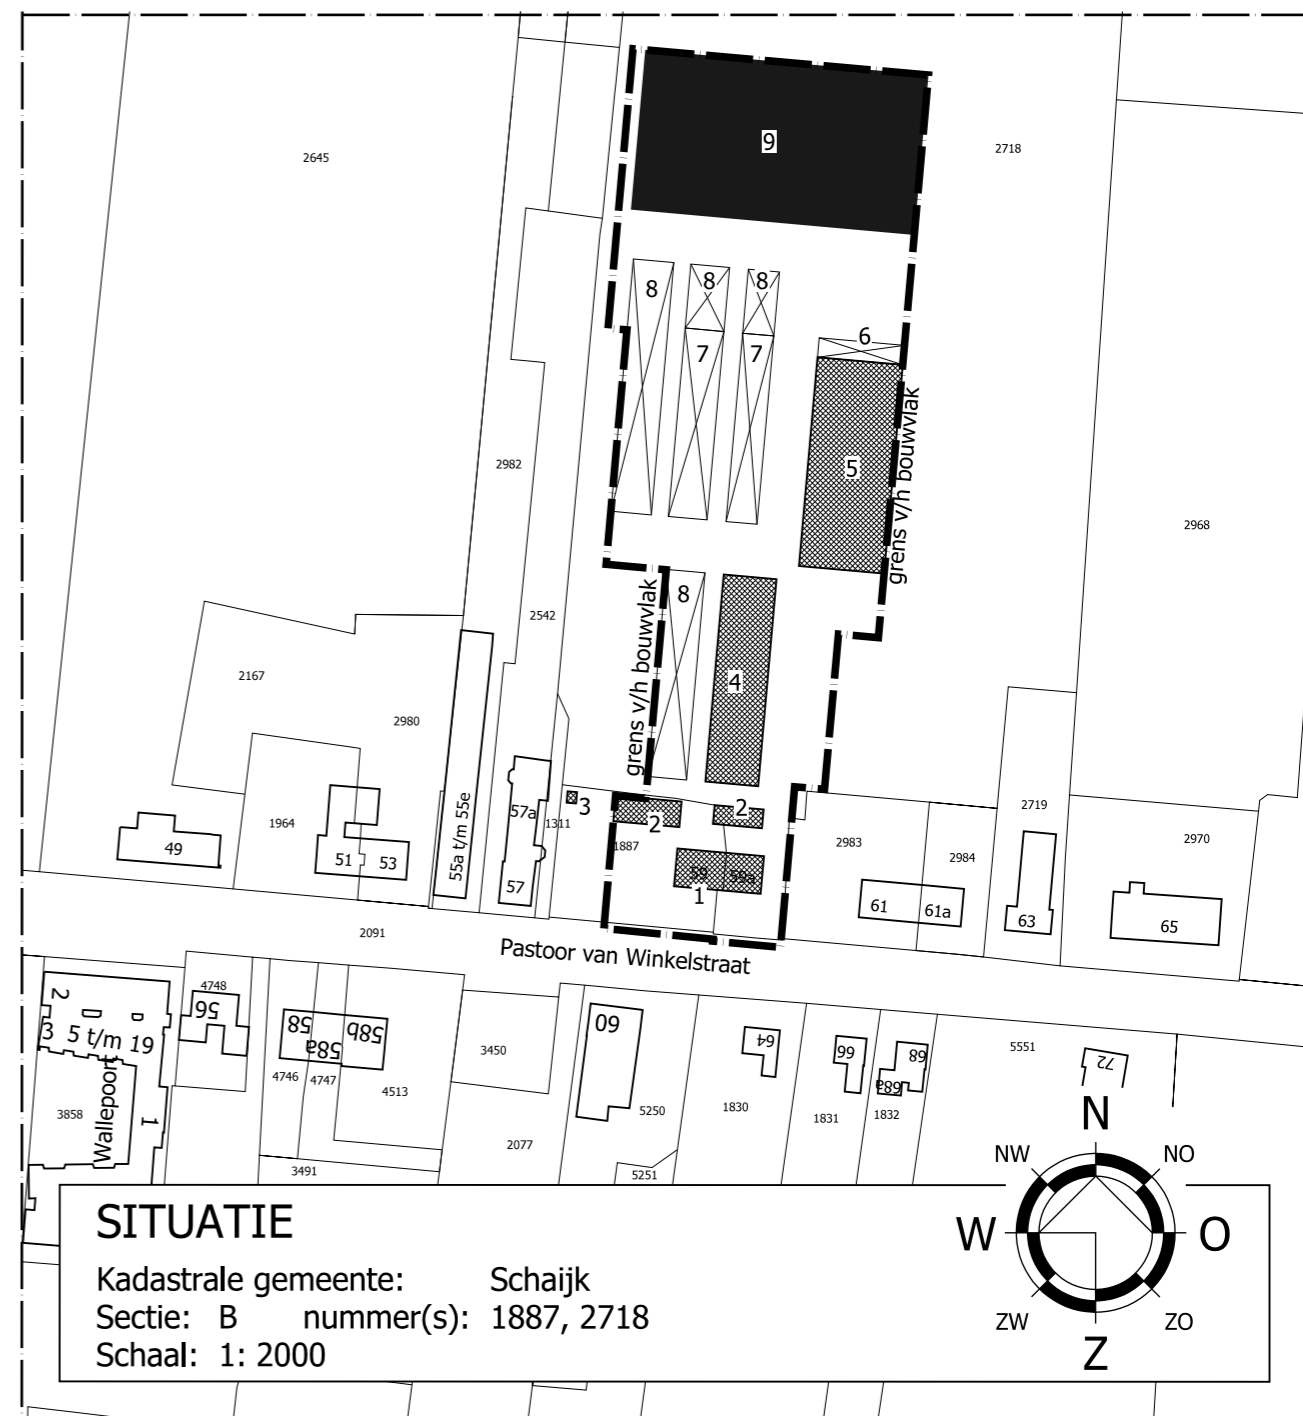 9
2645
2718
8
8
8
6
7
7
5
grens v/h bouwvlak
2982
2968
2542
8
grens v/h bouwvlak
4
2167
2980
55a t/m 55e
57a
3
2
2
2719
1964
1311
1887
2983
2984
2970
49
51
53
57
59
59a
1
61
61a
63
65
2091
Pastoor van Winkelstraat
4748
2
56
3
5 t/m 19
58
58a
58b
60
64
66
68
68a
5551
72
3450
4746
4747
4513
3858
Wallepoort
1
5250
1830
1831
1832
2077
3491
5251
N
NW
NO
W
O
ZW
ZO
Z
SITUATIE
Kadastrale gemeente: Schaijk
Sectie: B nummer(s): 1887, 2718
Schaal: 1: 2000